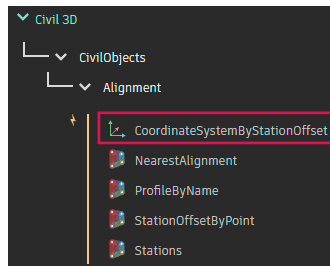 Civil 3D
CivilObjects
Alignment
CoordinateSystemByStationOffset
NearestAlignment
ProfileByName
StationOffsetByPoint
Stations